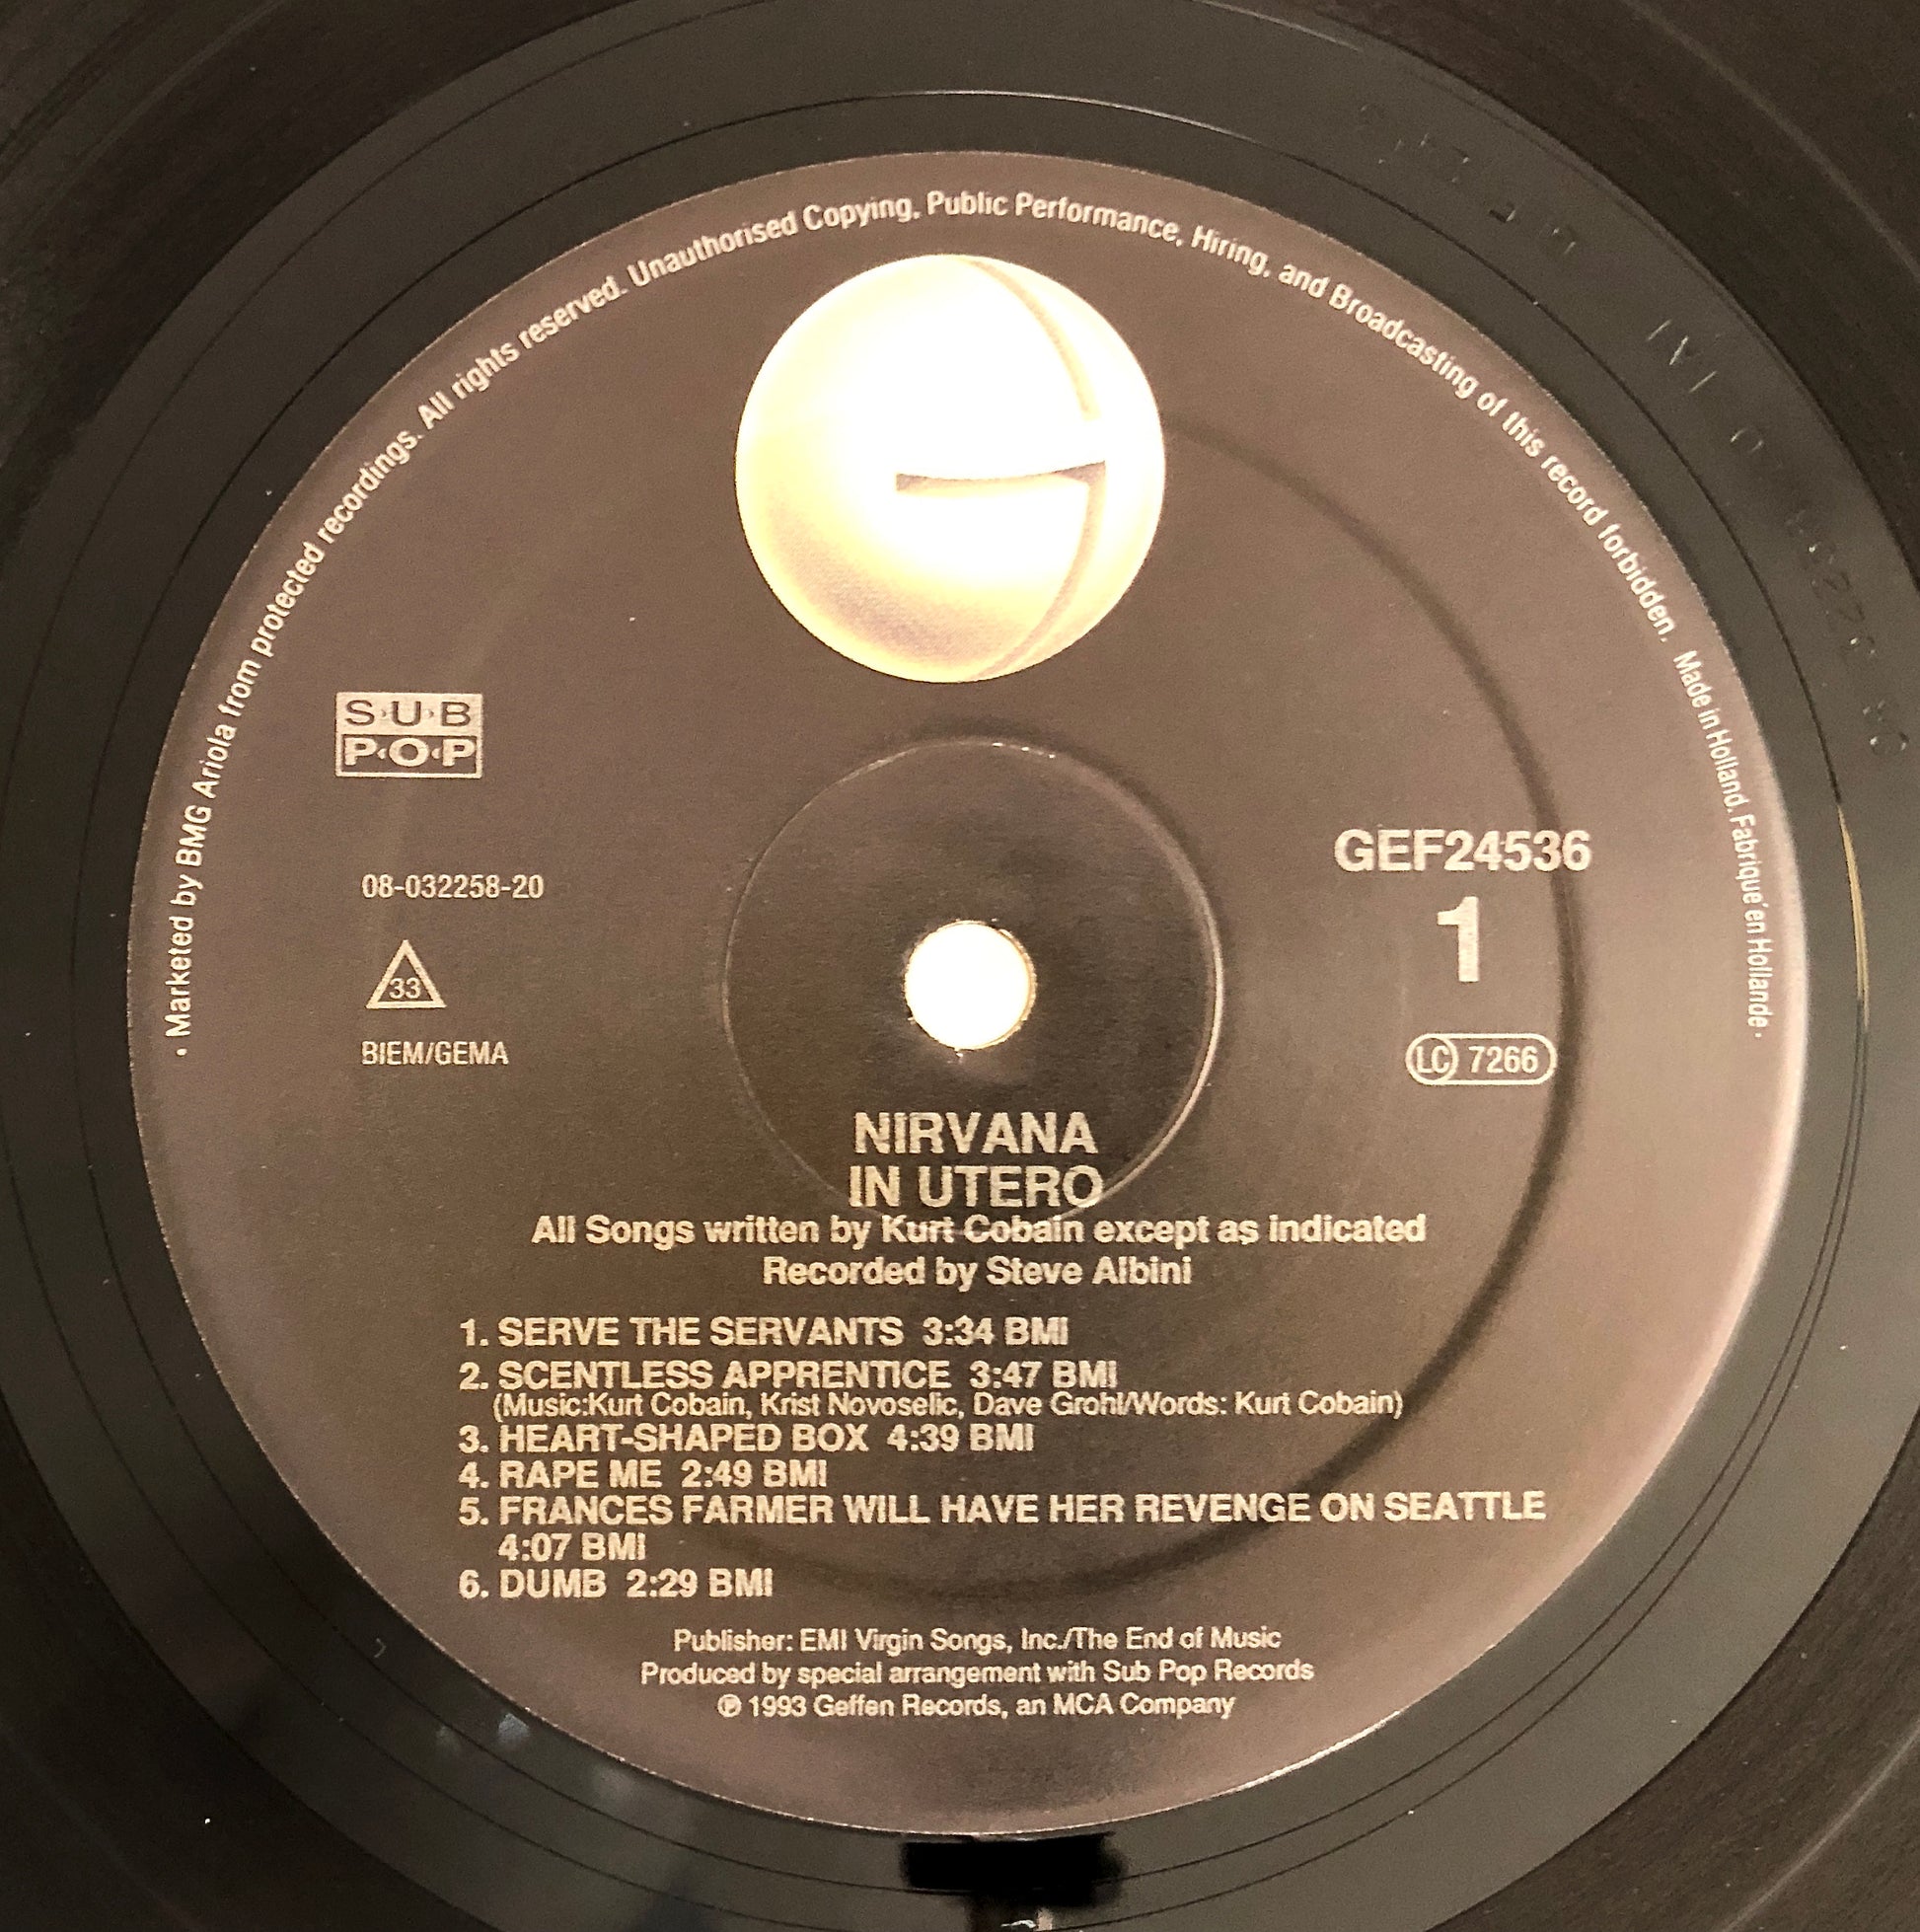 · Marketed by BMG Ariola from protected recordings. All rights reserved. Unauthorised Copying, Public Performance, Hiring, and Broadcasting of this record forbidden. Made in Holland. Fabriqué en Hollande ·
S·U·B
P·O·P
08-032258-20
33
BIEM/GEMA
GEF24536
1
LC 7266
NIRVANA
IN UTERO
All Songs written by Kurt Cobain except as indicated
Recorded by Steve Albini
1. SERVE THE SERVANTS 3:34 BMI
2. SCENTLESS APPRENTICE 3:47 BMI
(Music:Kurt Cobain, Krist Novoselic, Dave Grohl/Words: Kurt Cobain)
3. HEART-SHAPED BOX 4:39 BMI
4. RAPE ME 2:49 BMI
5. FRANCES FARMER WILL HAVE HER REVENGE ON SEATTLE
4:07 BMI
6. DUMB 2:29 BMI
Publisher: EMI Virgin Songs, Inc./The End of Music
Produced by special arrangement with Sub Pop Records
℗ 1993 Geffen Records, an MCA Company